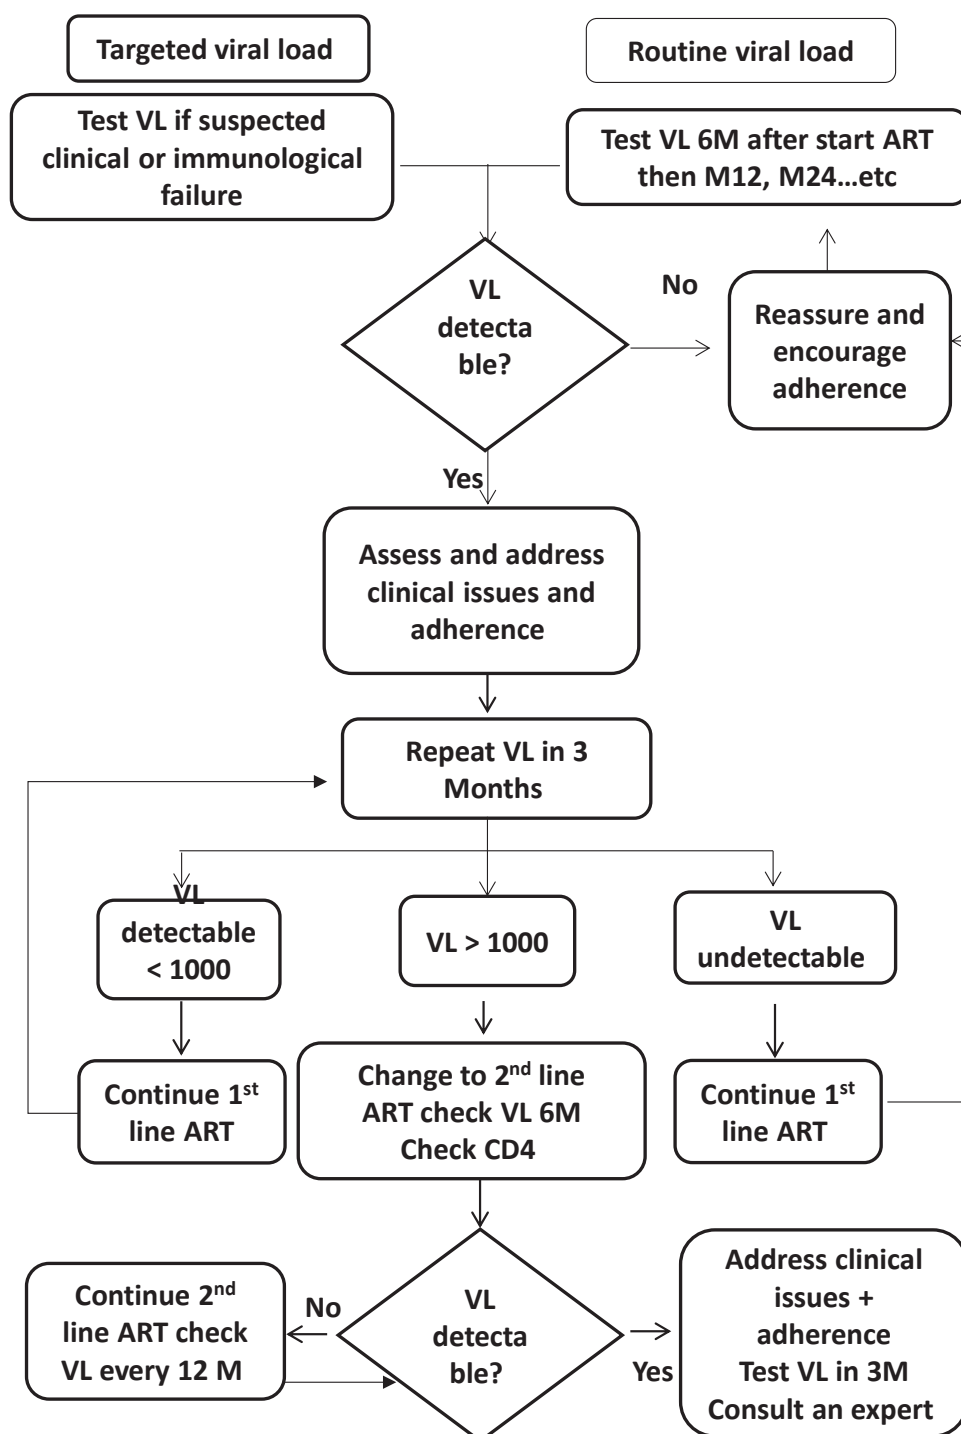 Targeted viral load
Routine viral load
Test VL if suspected
clinical or immunological
failure
Test VL 6M after start ART
then M12, M24...etc
VL
detecta
ble?
No
Reassure and
encourage
adherence
Yes
Assess and address
clinical issues and
adherence
Repeat VL in 3
Months
VL
detectable
< 1000
VL > 1000
VL
undetectable
Continue 1st
line ART
Change to 2nd line
ART check VL 6M
Check CD4
Continue 1st
line ART
Continue 2nd
line ART check
VL every 12 M
No
VL
detecta
ble?
Yes
Address clinical
issues +
adherence
Test VL in 3M
Consult an expert